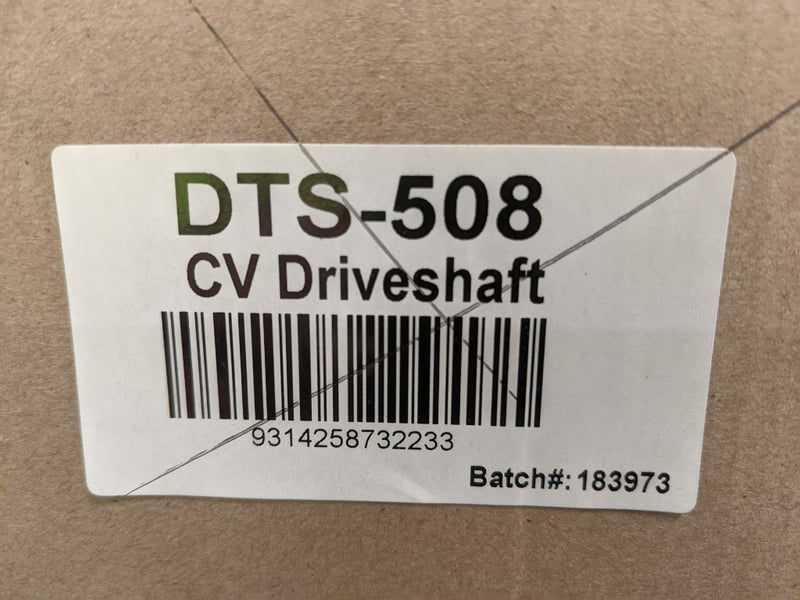 DTS-508
CV Driveshaft
9314258732233
Batch#: 183973